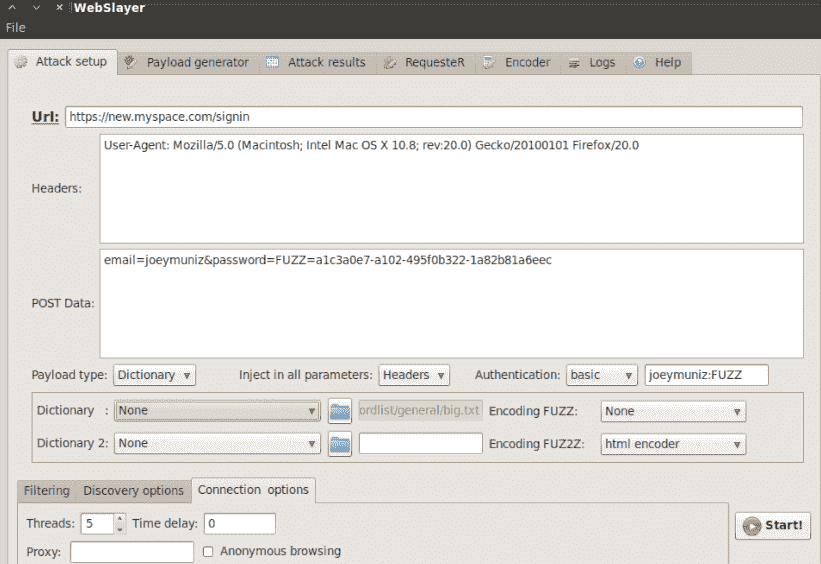 WebSlayer
File
Attack setup Payload generator Attack results RequesteR Encoder Logs Help
Url: https://new.myspace.com/signin
Headers: User-Agent: Mozilla/5.0 (Macintosh; Intel Mac OS X 10.8; rev:20.0) Gecko/20100101 Firefox/20.0
POST Data: email=joeymuniz&password=FUZZ=a1c3a0e7-a102-495f0b322-1a82b81a6eec
Payload type: Dictionary Inject in all parameters: Headers Authentication: basic joeymuniz:FUZZ
Dictionary : None ordlist/general/big.txt Encoding FUZZ: None
Dictionary 2: None Encoding FUZ2Z: html encoder
Filtering Discovery options Connection options
Threads: 5 Time delay: 0 Start!
Proxy: Anonymous browsing